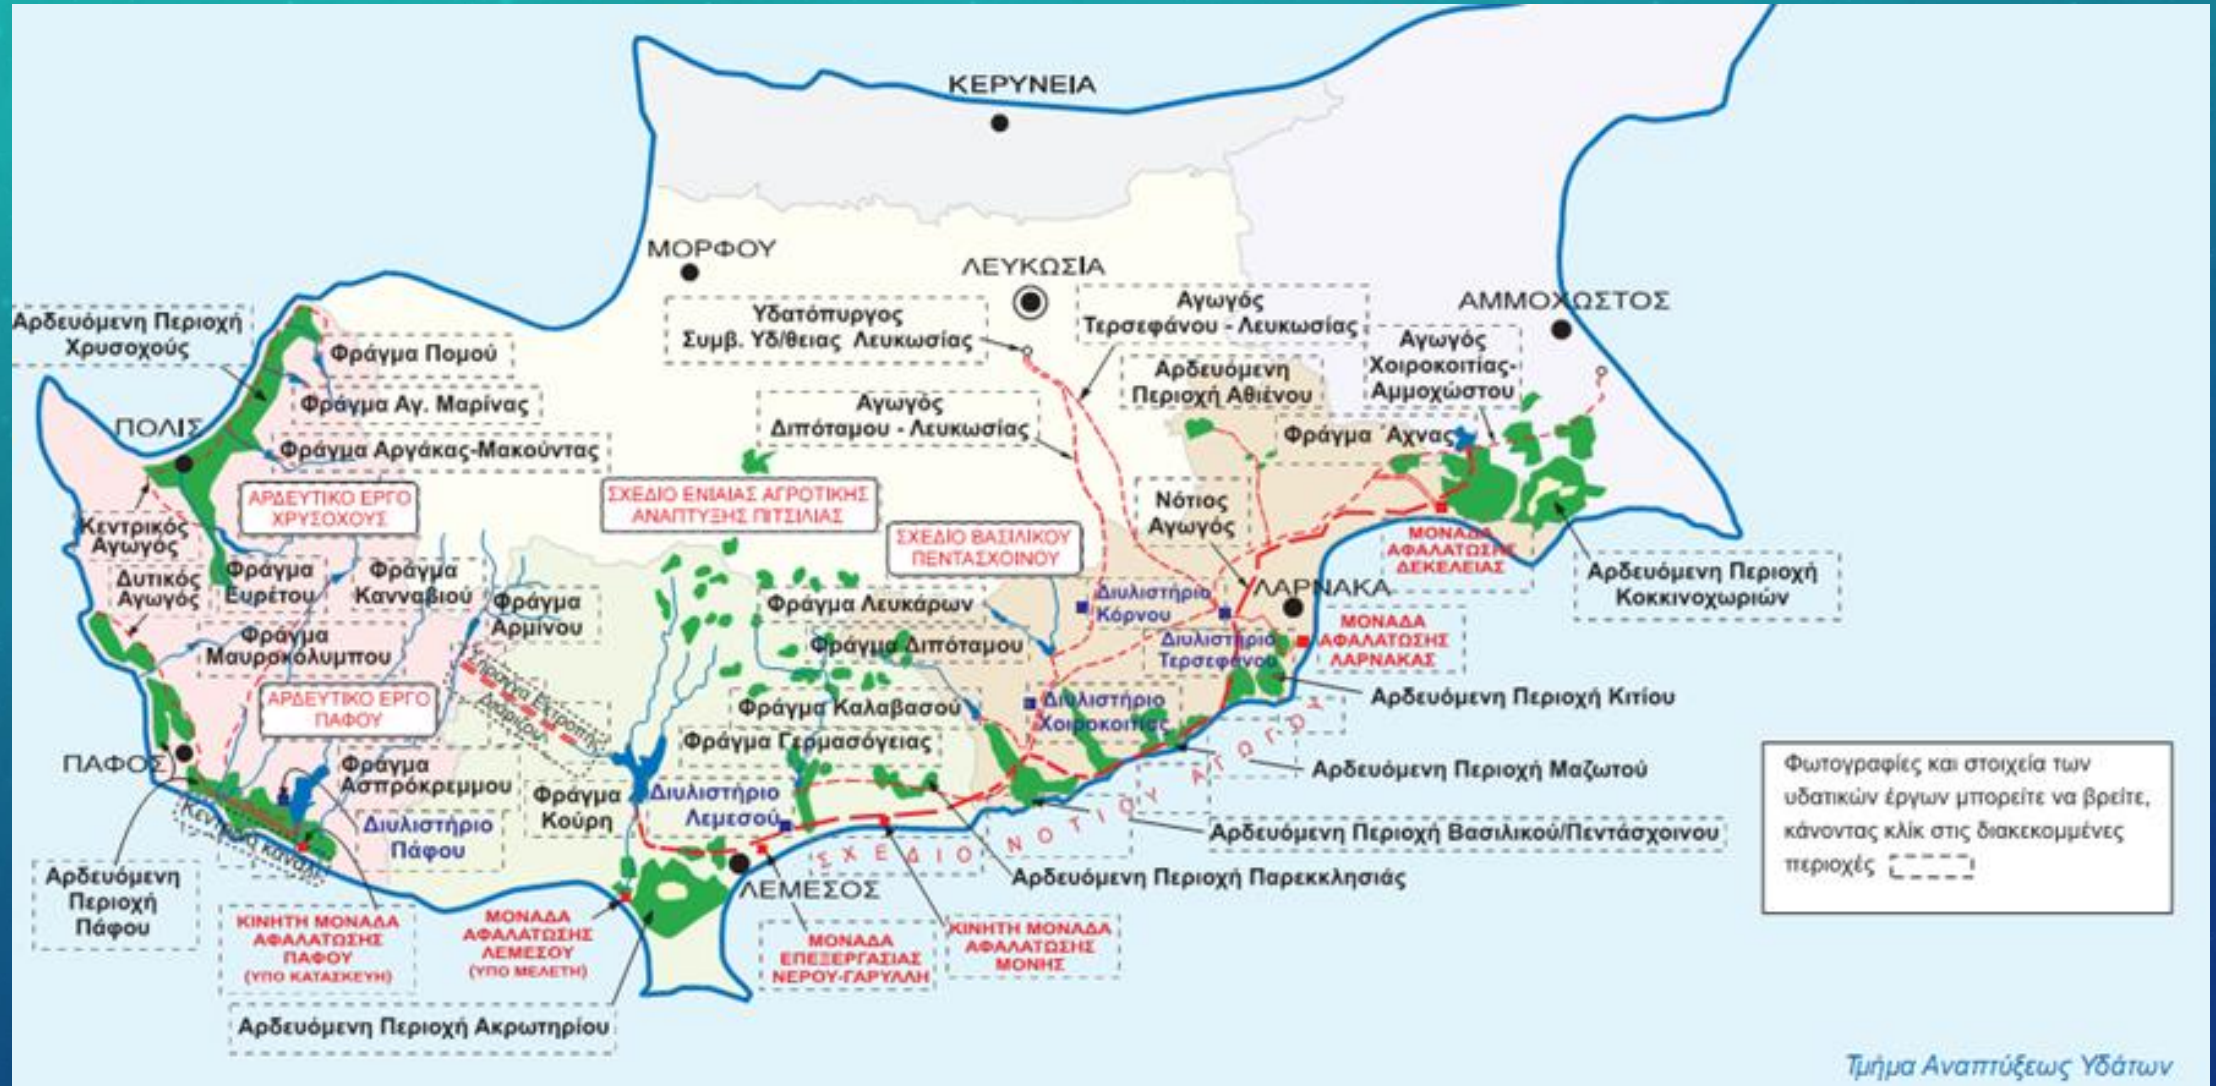 ΚΕΡΥΝΕΙΑ
ΜΟΡΦΟΥ
ΛΕΥΚΩΣΙΑ
ΑΜΜΟΧΩΣΤΟΣ
Υδατόπυργος
Συμβ. Υδ/θειας Λευκωσίας
Αγωγός
Τερσεφάνου - Λευκωσίας
Αγωγός
Χοιροκοιτίας-
Αμμοχώστου
Αρδευόμενη Περιοχή
Χρυσοχούς
Φράγμα Πομού
Φράγμα Αγ. Μαρίνας
Φράγμα Αργάκας-Μακούντας
ΠΟΛΙΣ
Αγωγός
Διπόταμου - Λευκωσίας
Αρδευόμενη
Περιοχή Αθιένου
Φράγμα Άχνας
ΑΡΔΕΥΤΙΚΟ ΕΡΓΟ
ΧΡΥΣΟΧΟΥΣ
ΣΧΕΔΙΟ ΕΝΙΑΙΑΣ ΑΓΡΟΤΙΚΗΣ
ΑΝΑΠΤΥΞΗΣ ΠΙΤΣΙΛΙΑΣ
ΣΧΕΔΙΟ ΒΑΣΙΛΙΚΟΥ
ΠΕΝΤΑΣΧΟΙΝΟΥ
Νότιος
Αγωγός
Κεντρικός
Αγωγός
Δυτικός
Αγωγός
Φράγμα
Ευρέτου
Φράγμα
Κανναβιού
Φράγμα
Αρμίνου
Φράγμα Λευκάρων
Φράγμα Διπόταμου
Διυλιστήριο
Κόρνου
ΛΑΡΝΑΚΑ
ΜΟΝΑΔΑ
ΑΦΑΛΑΤΩΣΗΣ
ΔΕΚΕΛΕΙΑΣ
Αρδευόμενη Περιοχή
Κοκκινοχωριών
Φράγμα
Μαυροκόλυμπου
Διυλιστήριο
Τερσεφάνου
ΜΟΝΑΔΑ
ΑΦΑΛΑΤΩΣΗΣ
ΛΑΡΝΑΚΑΣ
ΑΡΔΕΥΤΙΚΟ ΕΡΓΟ
ΠΑΦΟΥ
Σήραγγα Εκτροπής
Διαρίζου
Φράγμα Καλαβασού
Διυλιστήριο
Χοιροκοιτίας
Αρδευόμενη Περιοχή Κιτίου
Φράγμα Γερμασόγειας
ΠΑΦΟΣ
Φράγμα
Ασπρόκρεμμου
Φράγμα
Κούρη
Διυλιστήριο
Λεμεσού
Αρδευόμενη Περιοχή Μαζωτού
Διυλιστήριο
Πάφου
Κεντρικό κανάλι
ΣΧΕΔΙΟ ΝΟΤΙΟΥ ΑΓΩΓΟΥ
Αρδευόμενη Περιοχή Βασιλικού/Πεντάσχοινου
Αρδευόμενη Περιοχή Παρεκκλησιάς
ΛΕΜΕΣΟΣ
Αρδευόμενη
Περιοχή
Πάφου
ΚΙΝΗΤΗ ΜΟΝΑΔΑ
ΑΦΑΛΑΤΩΣΗΣ
ΠΑΦΟΥ
(ΥΠΟ ΚΑΤΑΣΚΕΥΗ)
ΜΟΝΑΔΑ
ΑΦΑΛΑΤΩΣΗΣ
ΛΕΜΕΣΟΥ
(ΥΠΟ ΜΕΛΕΤΗ)
ΜΟΝΑΔΑ
ΕΠΕΞΕΡΓΑΣΙΑΣ
ΝΕΡΟΥ-ΓΑΡΥΛΛΗ
ΚΙΝΗΤΗ ΜΟΝΑΔΑ
ΑΦΑΛΑΤΩΣΗΣ
ΜΟΝΗΣ
Αρδευόμενη Περιοχή Ακρωτηρίου
Φωτογραφίες και στοιχεία των
υδατικών έργων μπορείτε να βρείτε,
κάνοντας κλίκ στις διακεκομμένες
περιοχές
Τμήμα Αναπτύξεως Υδάτων